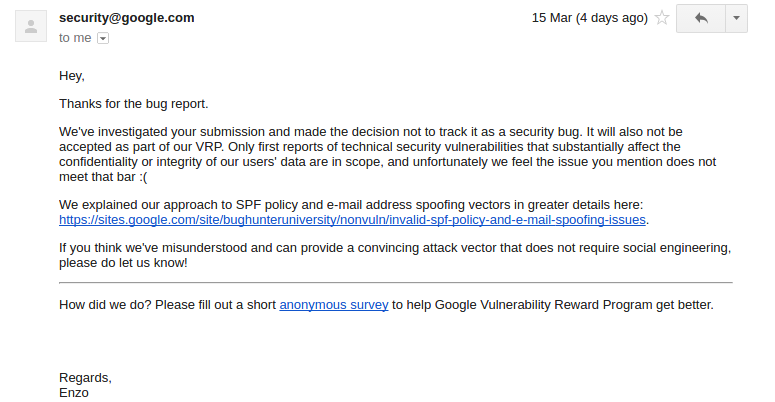 security@google.com 15 Mar (4 days ago)
to me
Hey,
Thanks for the bug report.
We've investigated your submission and made the decision not to track it as a security bug. It will also not be
accepted as part of our VRP. Only first reports of technical security vulnerabilities that substantially affect the
confidentiality or integrity of our users' data are in scope, and unfortunately we feel the issue you mention does not
meet that bar :(
We explained our approach to SPF policy and e-mail address spoofing vectors in greater details here:
https://sites.google.com/site/bughunteruniversity/nonvuln/invalid-spf-policy-and-e-mail-spoofing-issues.
If you think we've misunderstood and can provide a convincing attack vector that does not require social engineering,
please do let us know!
How did we do? Please fill out a short anonymous survey to help Google Vulnerability Reward Program get better.
Regards,
Enzo